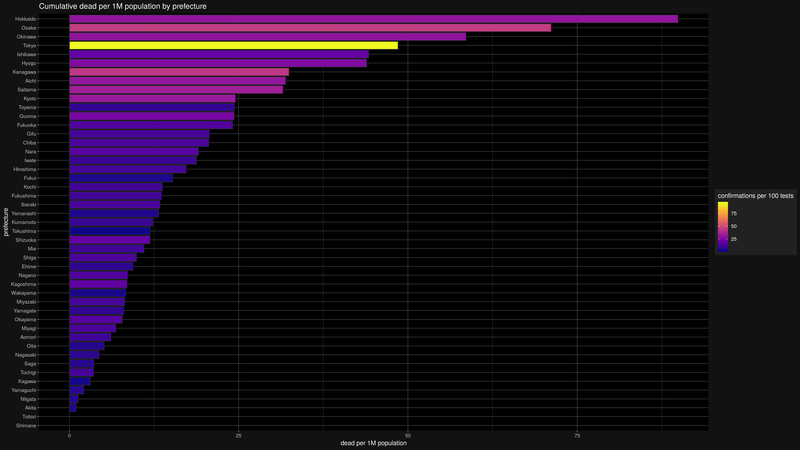 Cumulative dead per 1M population by prefecture
prefecture
Hokkaido
Osaka
Okinawa
Tokyo
Ishikawa
Hyogo
Kanagawa
Aichi
Saitama
Kyoto
Toyama
Gunma
Fukuoka
Gifu
Chiba
Nara
Iwate
Hiroshima
Fukui
Kochi
Fukushima
Ibaraki
Yamanashi
Kumamoto
Tokushima
Shizuoka
Mie
Shiga
Ehime
Nagano
Kagoshima
Wakayama
Miyazaki
Yamagata
Okayama
Miyagi
Aomori
Oita
Nagasaki
Saga
Tochigi
Kagawa
Yamaguchi
Niigata
Akita
Tottori
Shimane
0 25 50 75
dead per 1M population
confirmations per 100 tests
75
50
25